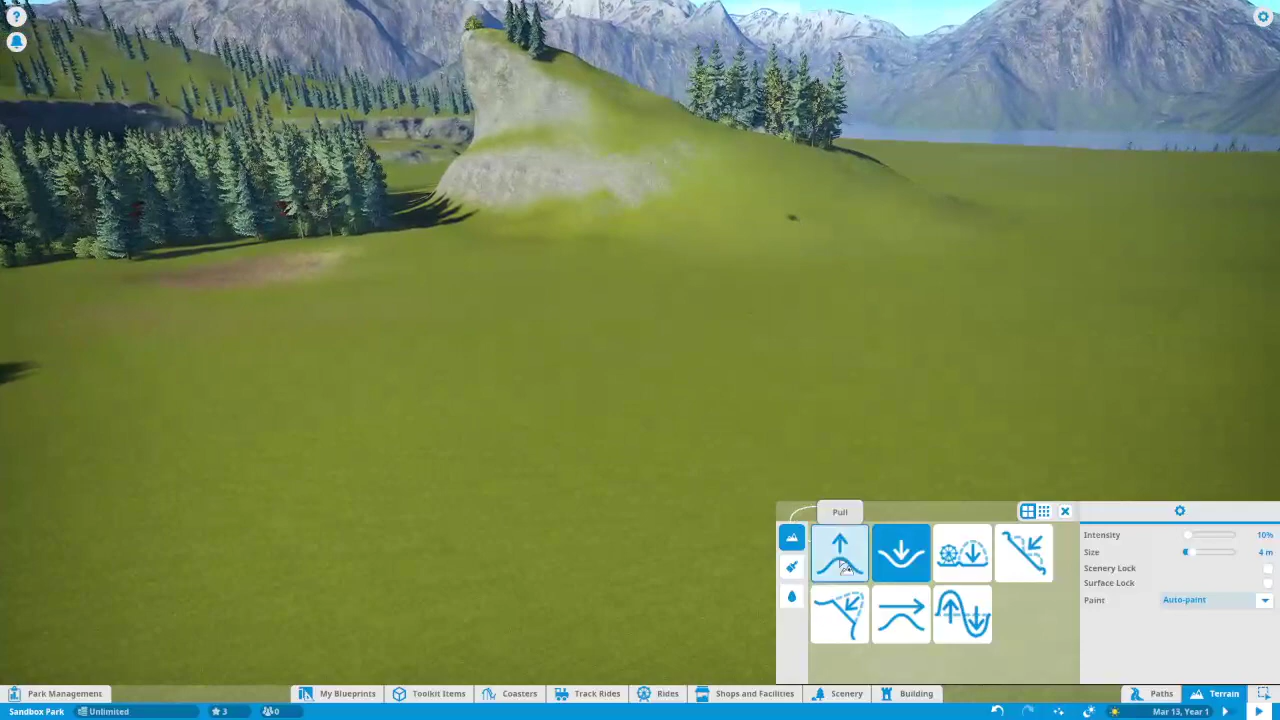 ?
Pull
Intensity 10%
Size 4 m
Scenery Lock
Surface Lock
Paint Auto-paint
Park Management My Blueprints Toolkit Items Coasters Track Rides Rides Shops and Facilities Scenery Building Paths Terrain
Sandbox Park Unlimited 3 0 Mar 13, Year 1